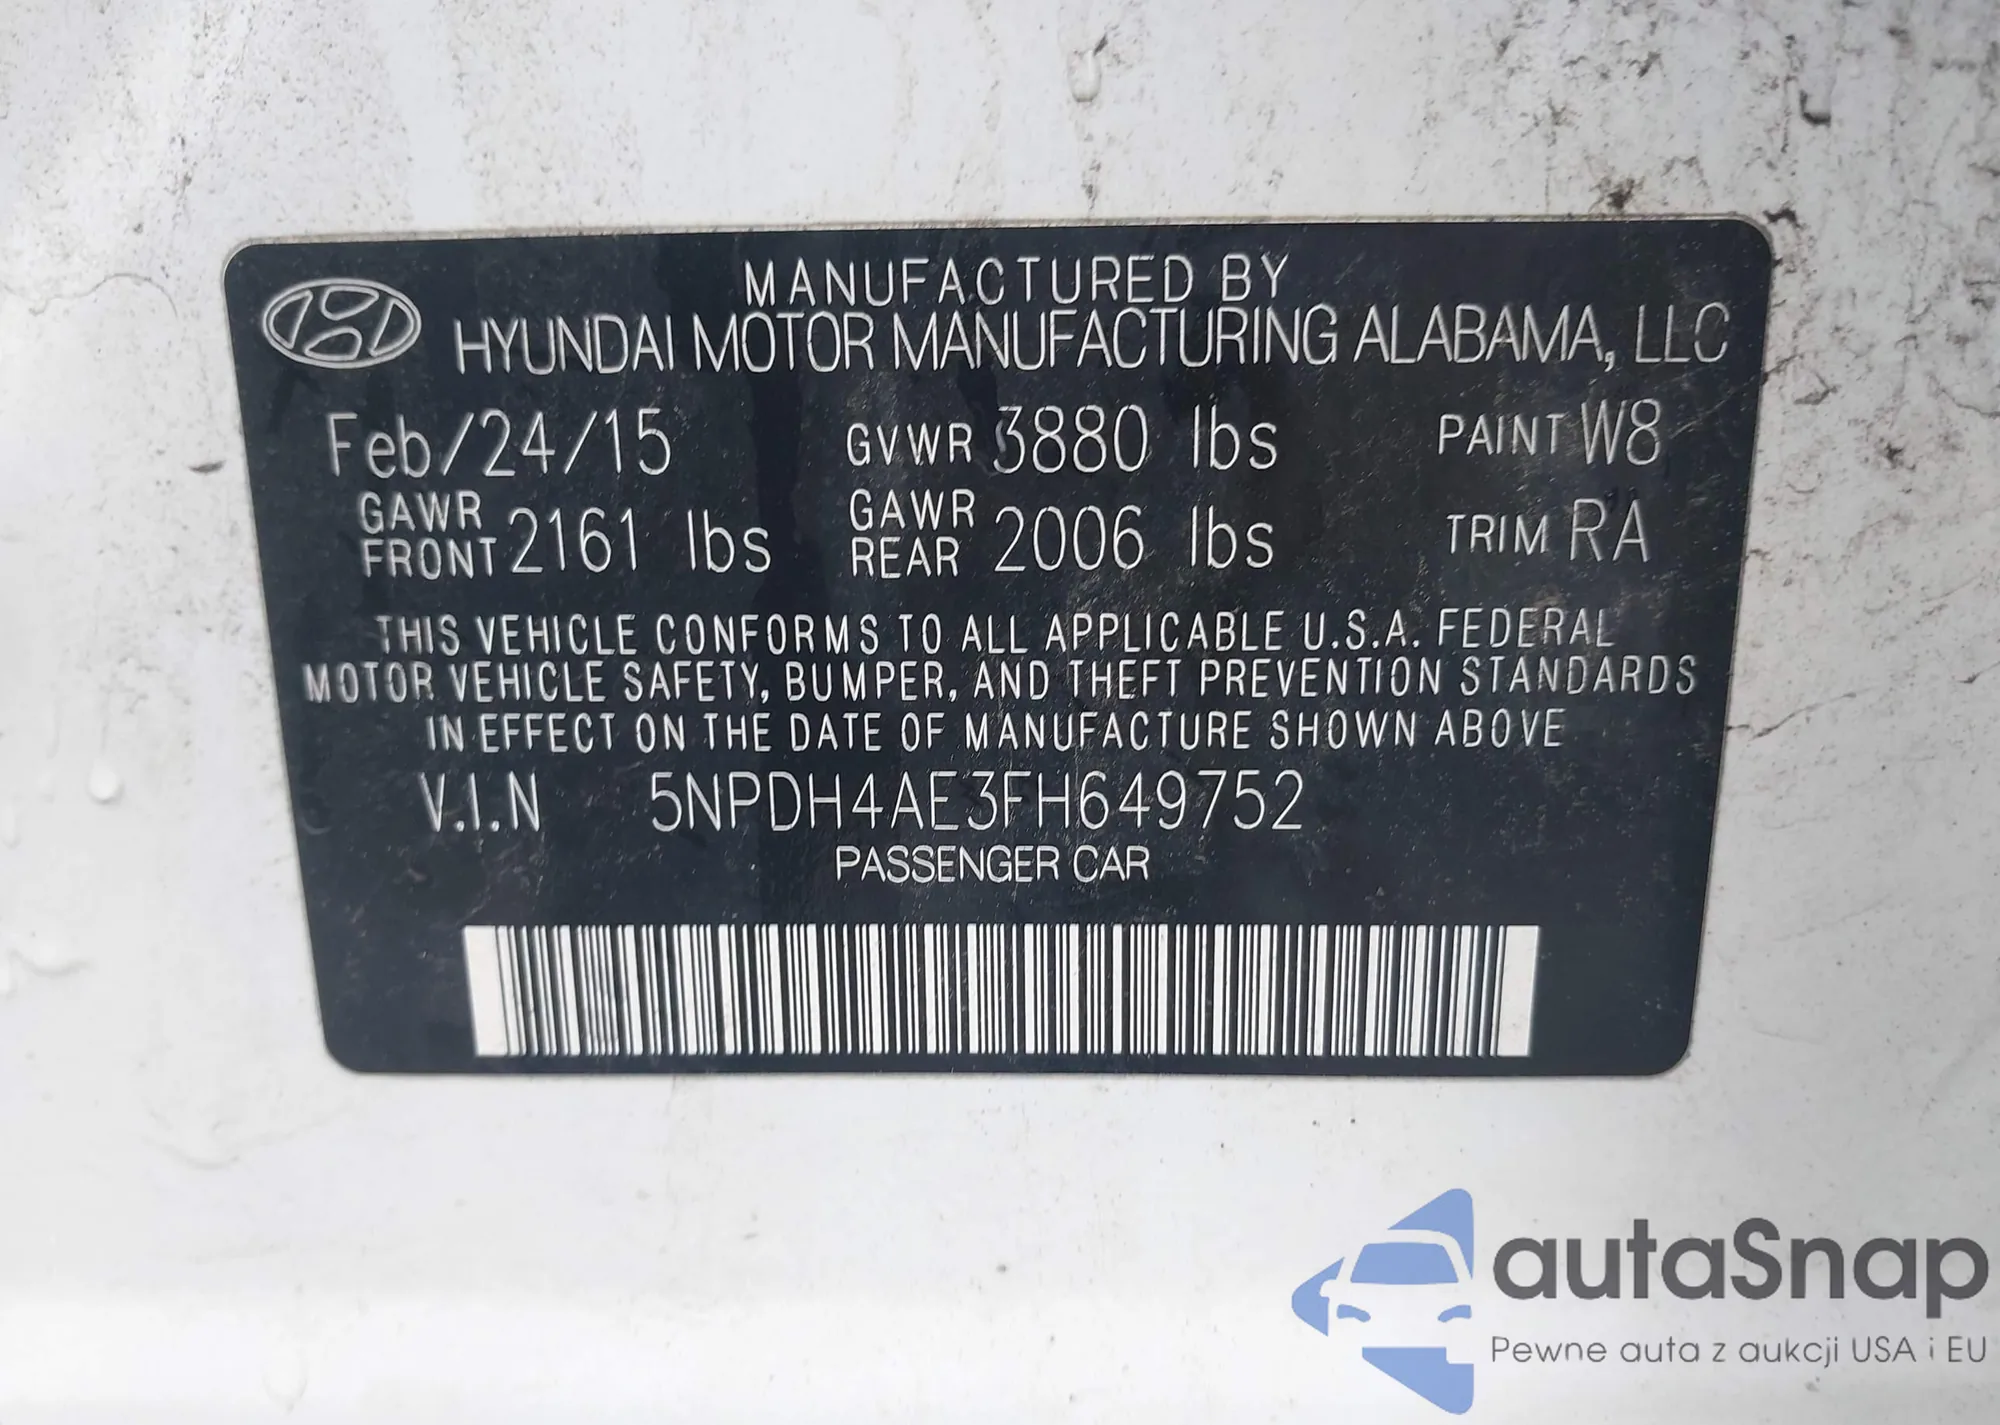 MANUFACTURED BY
HYUNDAI MOTOR MANUFACTURING ALABAMA, LLC
Feb/24/15 GVWR 3880 lbs PAINT W8
GAWR FRONT 2161 lbs GAWR REAR 2006 lbs TRIM RA
THIS VEHICLE CONFORMS TO ALL APPLICABLE U.S.A. FEDERAL
MOTOR VEHICLE SAFETY, BUMPER, AND THEFT PREVENTION STANDARDS
IN EFFECT ON THE DATE OF MANUFACTURE SHOWN ABOVE
V.I.N 5NPDH4AE3FH649752
PASSENGER CAR
autaSnap
Pewne auta z aukcji USA i EU